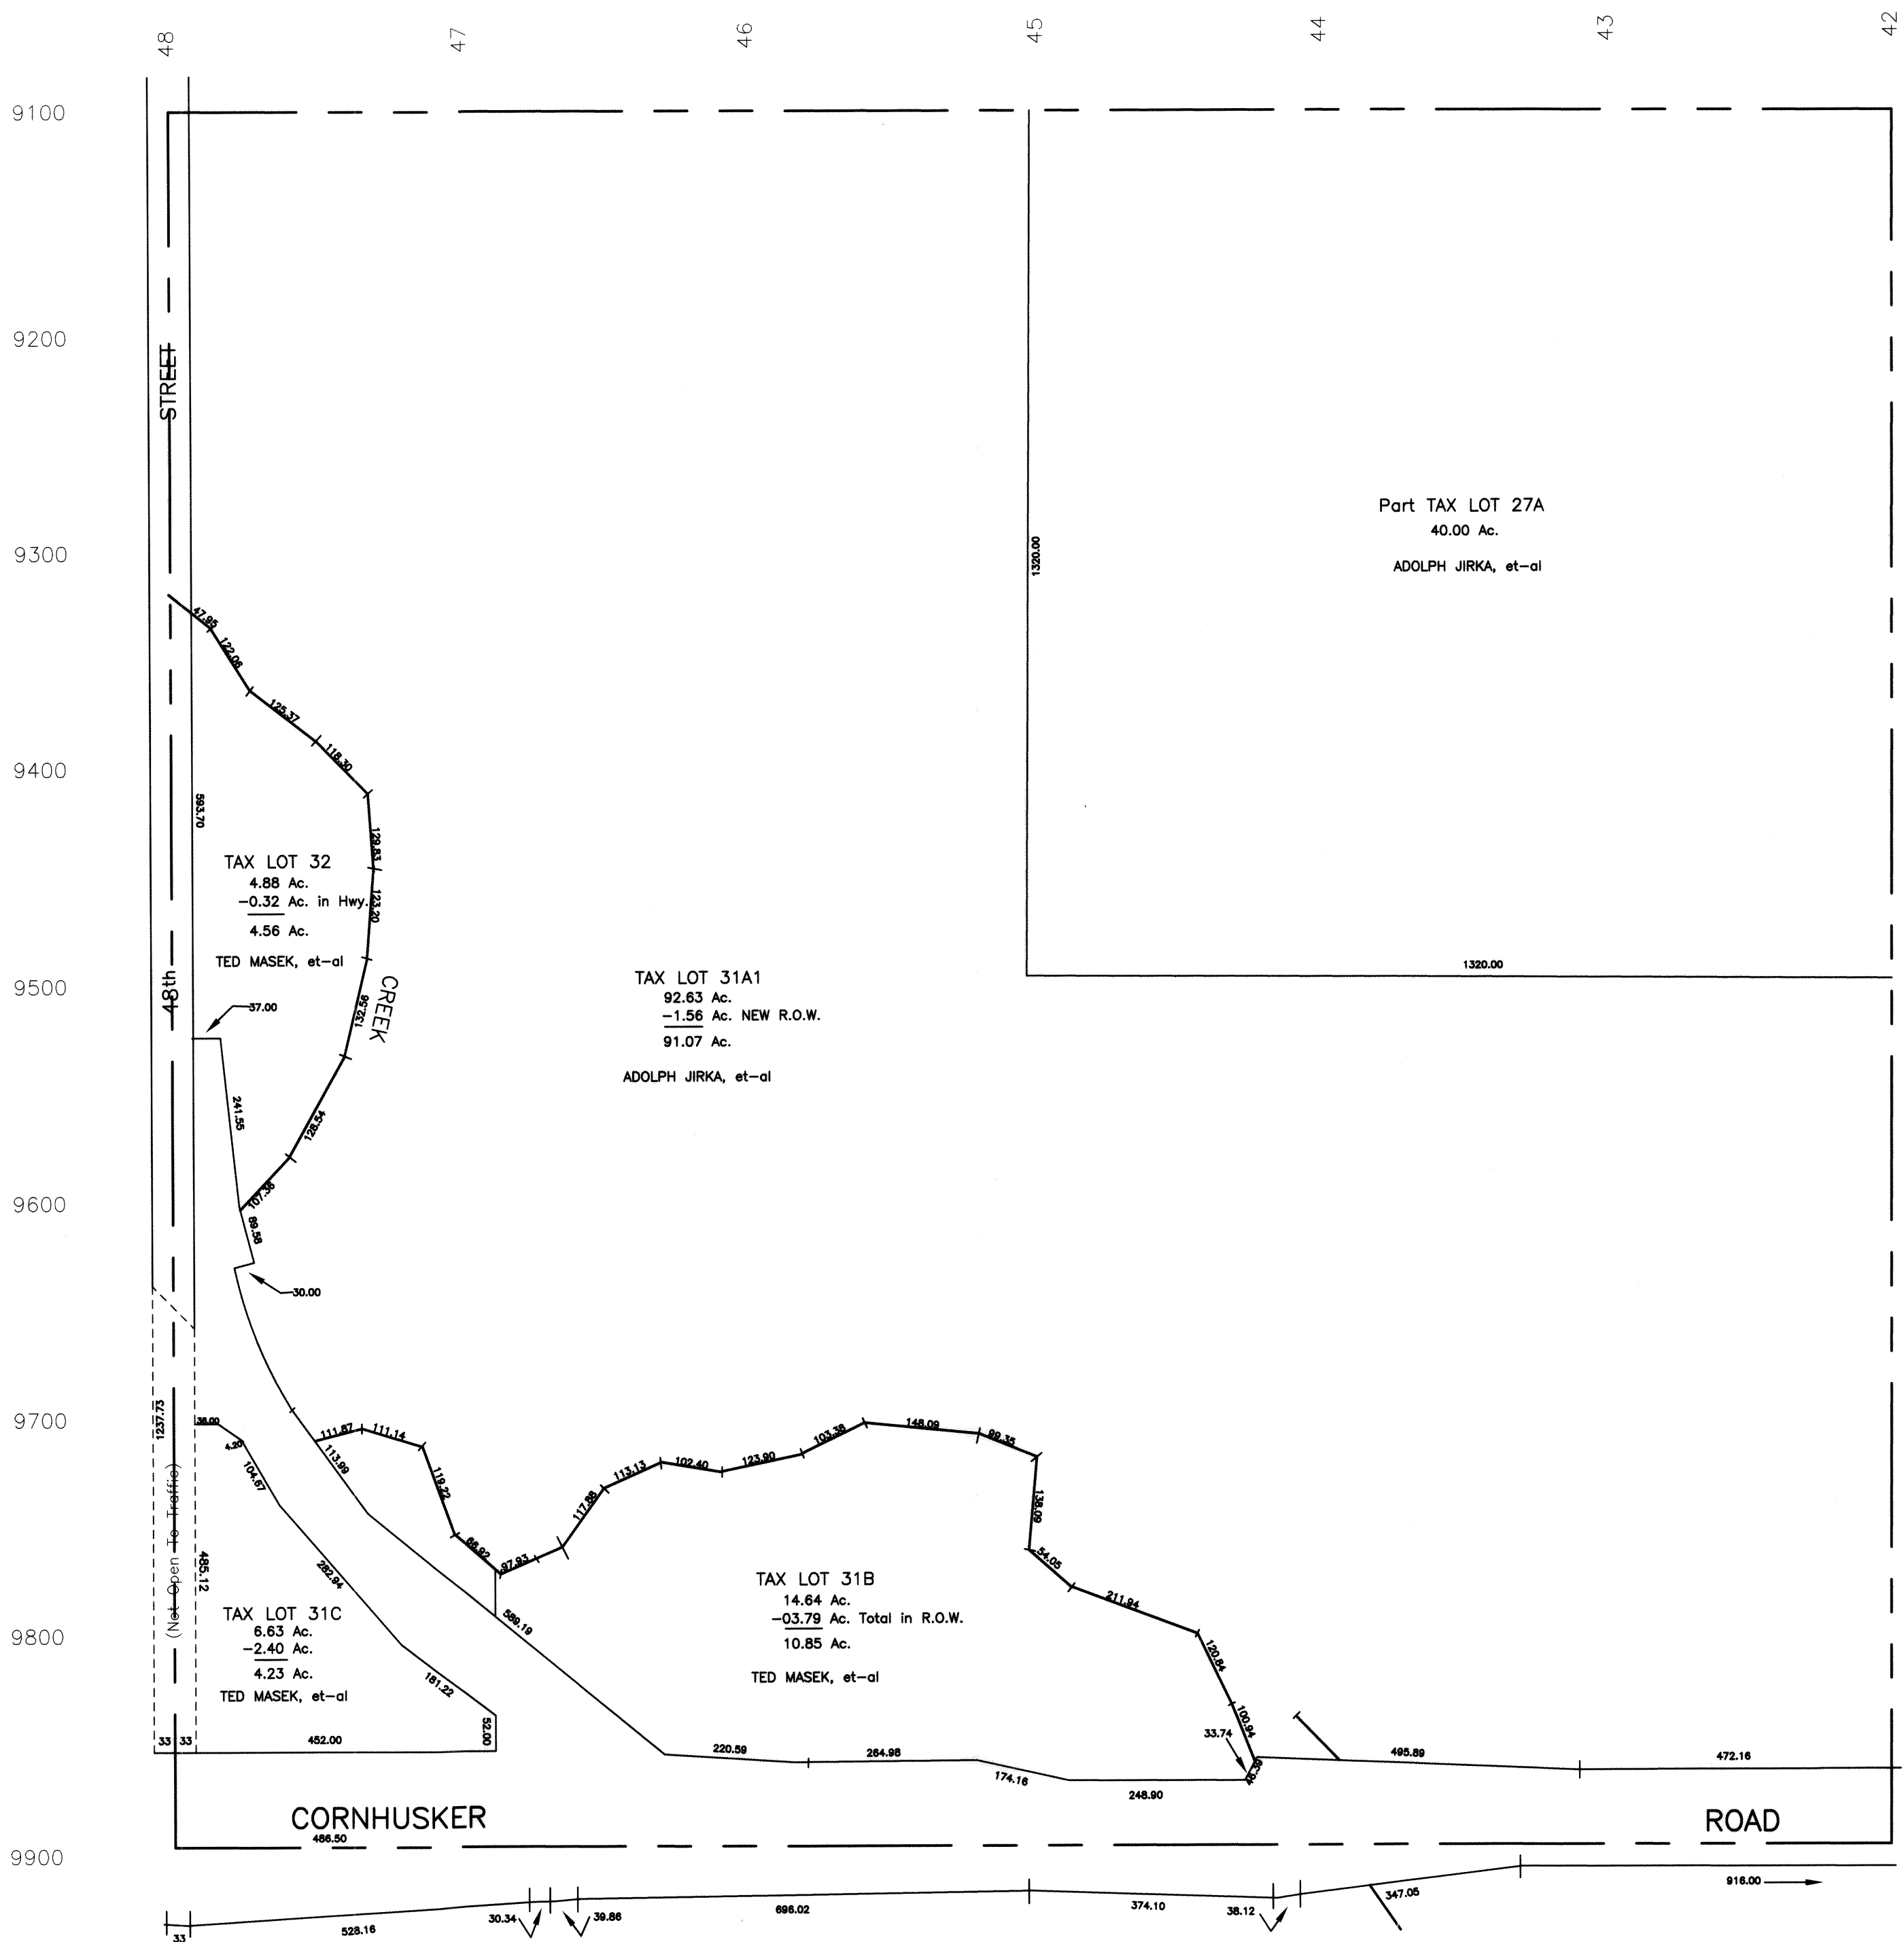 48
47
46
45
44
43
42
9100
9200
9300
9400
9500
9600
9700
9800
9900
STREET
48th
(Not Open To Traffic)
1320.00
Part TAX LOT 27A
40.00 Ac.
ADOLPH JIRKA, et-al
1320.00
47.95
122.06
125.37
118.30
129.83
123.20
132.56
128.54
107.36
593.70
TAX LOT 32
4.88 Ac.
-0.32 Ac. in Hwy.
4.56 Ac.
TED MASEK, et-al
CREEK
37.00
241.55
89.58
30.00
TAX LOT 31A1
92.63 Ac.
-1.56 Ac. NEW R.O.W.
91.07 Ac.
ADOLPH JIRKA, et-al
1237.73
36.00
4.20
104.67
282.94
181.22
52.00
485.12
TAX LOT 31C
6.63 Ac.
-2.40 Ac.
4.23 Ac.
TED MASEK, et-al
33 33
452.00
111.87
111.14
113.99
119.22
66.92
97.93
117.88
113.13
102.40
123.90
103.38
148.09
99.35
138.09
54.05
211.94
120.84
100.94
33.74
46.39
589.19
TAX LOT 31B
14.64 Ac.
-03.79 Ac. Total in R.O.W.
10.85 Ac.
TED MASEK, et-al
220.59
264.98
174.16
248.90
495.89
472.16
CORNHUSKER ROAD
486.50
33
528.16
30.34
39.86
696.02
374.10
38.12
347.05
916.00